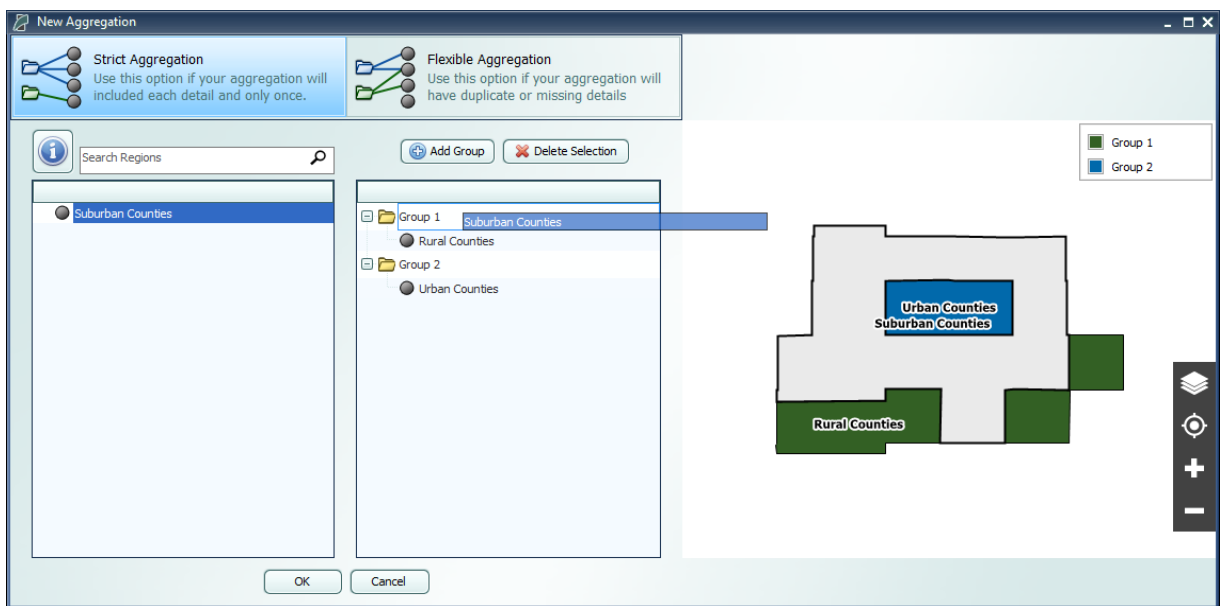 New Aggregation
Strict Aggregation
Use this option if your aggregation will
included each detail and only once.
Flexible Aggregation
Use this option if your aggregation will
have duplicate or missing details
Search Regions
Add Group
Delete Selection
Suburban Counties
Group 1
Suburban Counties
Rural Counties
Group 2
Urban Counties
Group 1
Group 2
Urban Counties
Suburban Counties
Rural Counties
OK
Cancel